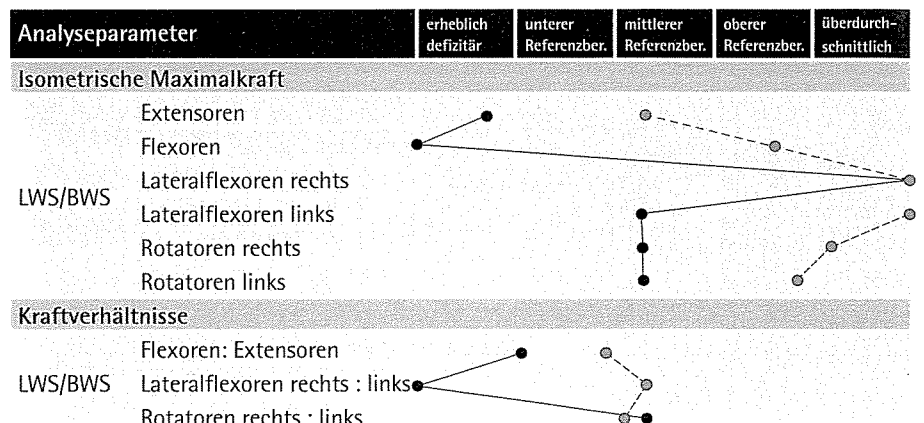 Analyseparameter
erheblich defizitär
unterer Referenzber.
mittlerer Referenzber.
oberer Referenzber.
überdurch-schnittlich
Isometrische Maximalkraft
Extensoren
Flexoren
Lateralflexoren rechts
LWS/BWS
Lateralflexoren links
Rotatoren rechts
Rotatoren links
Kraftverhältnisse
Flexoren: Extensoren
LWS/BWS Lateralflexoren rechts : links
Rotatoren rechts : links